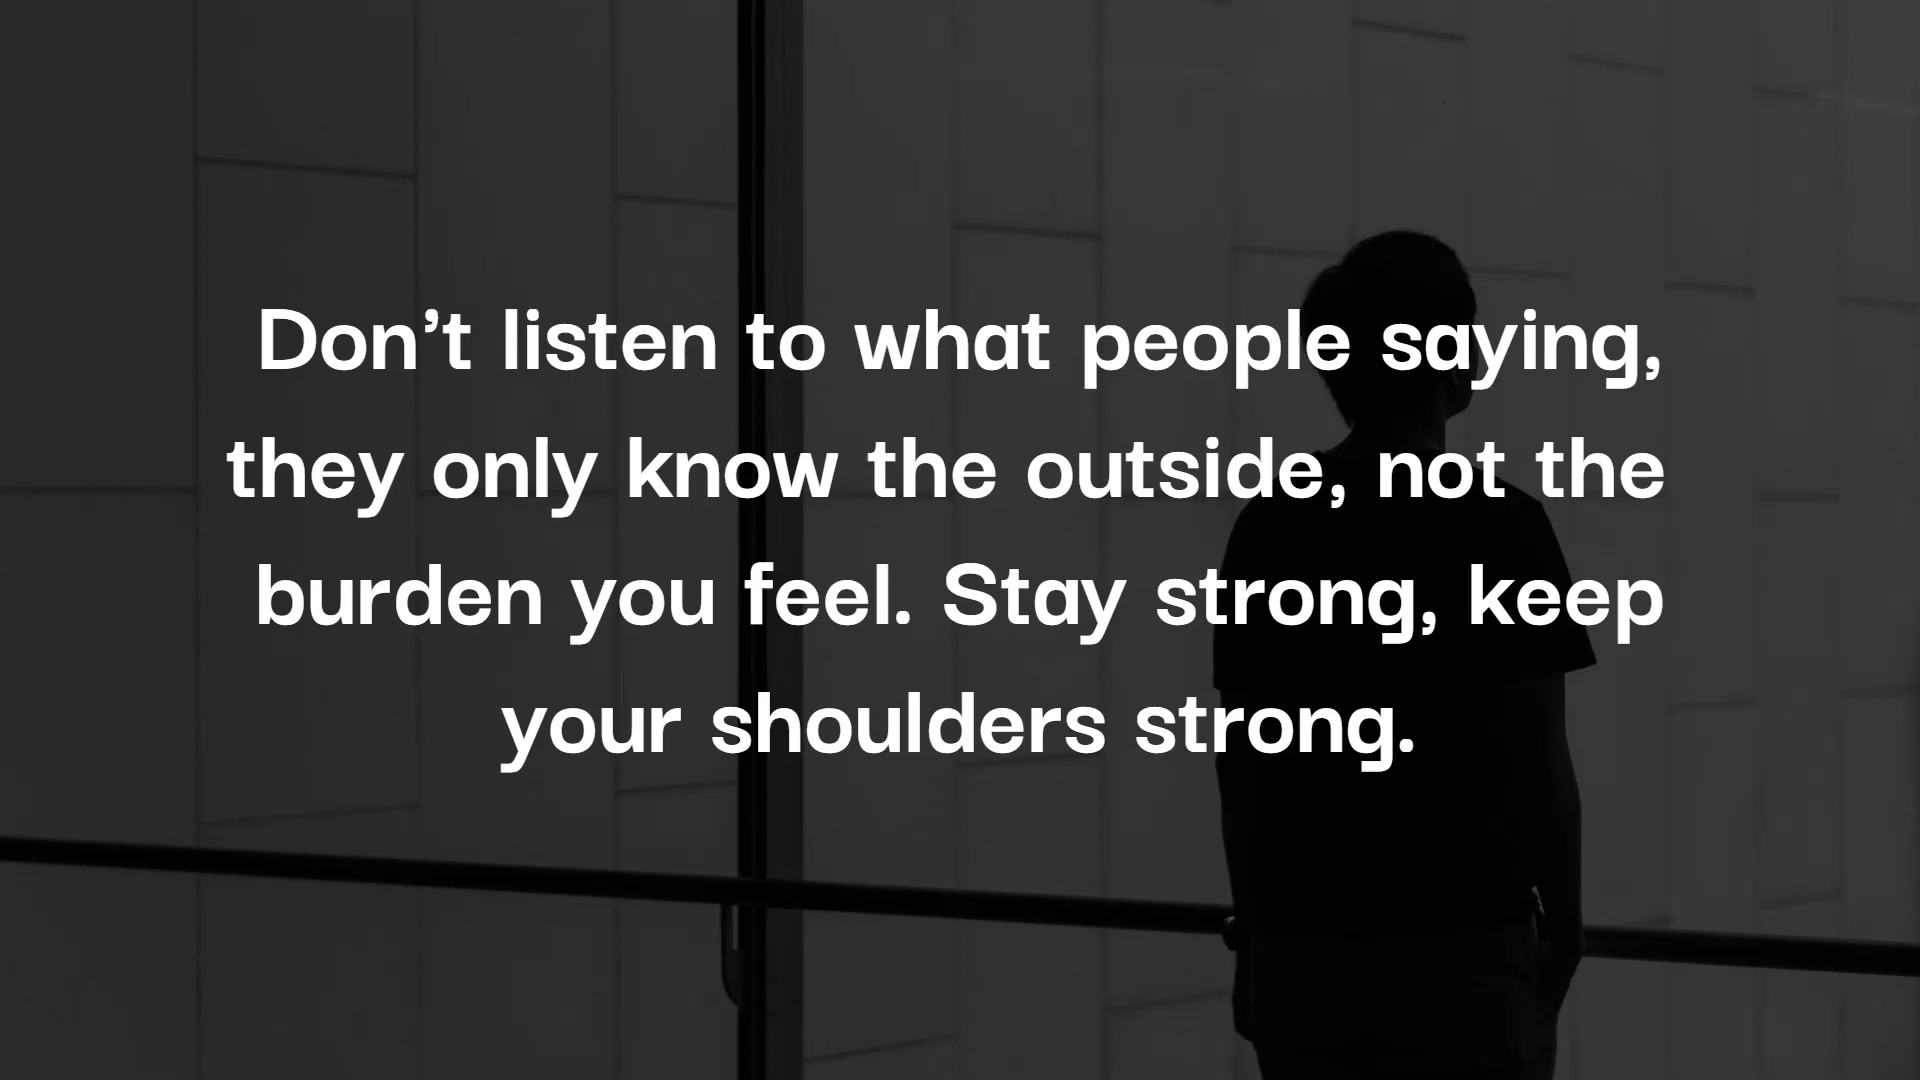 Don’t listen to what people saying,
they only know the outside, not the
burden you feel. Stay strong, keep
your shoulders strong.